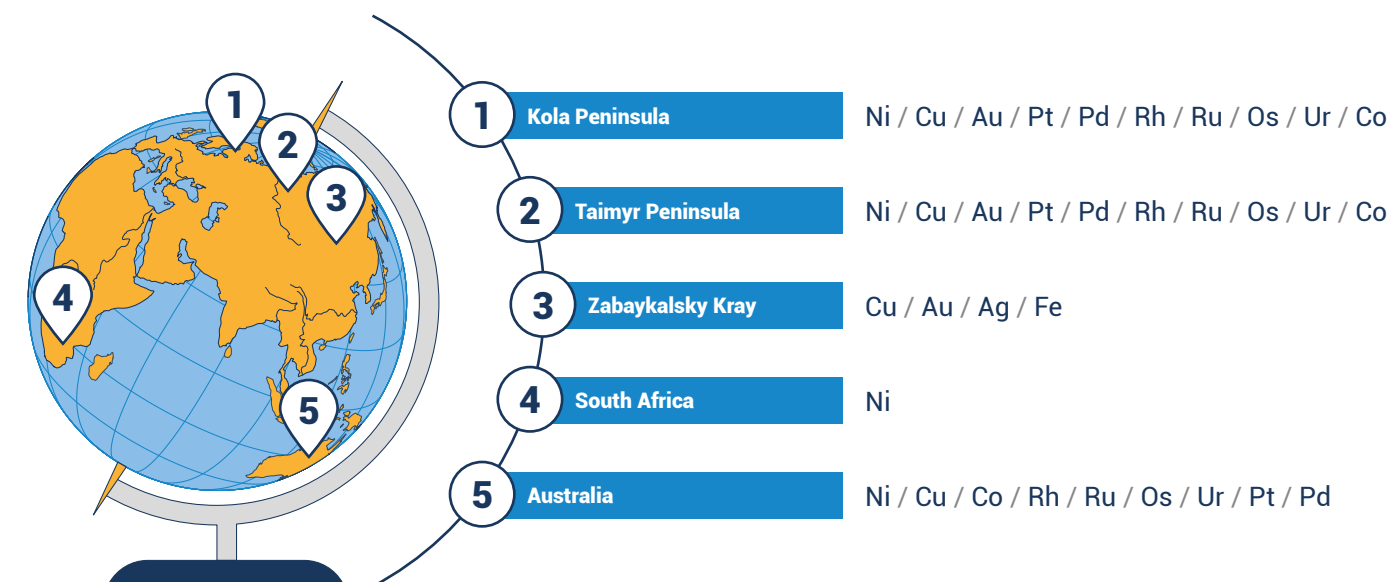 1
2
3
4
5
1 Kola Peninsula Ni / Cu / Au / Pt / Pd / Rh / Ru / Os / Ur / Co
2 Taimyr Peninsula Ni / Cu / Au / Pt / Pd / Rh / Ru / Os / Ur / Co
3 Zabaykalsky Kray Cu / Au / Ag / Fe
4 South Africa Ni
5 Australia Ni / Cu / Co / Rh / Ru / Os / Ur / Pt / Pd